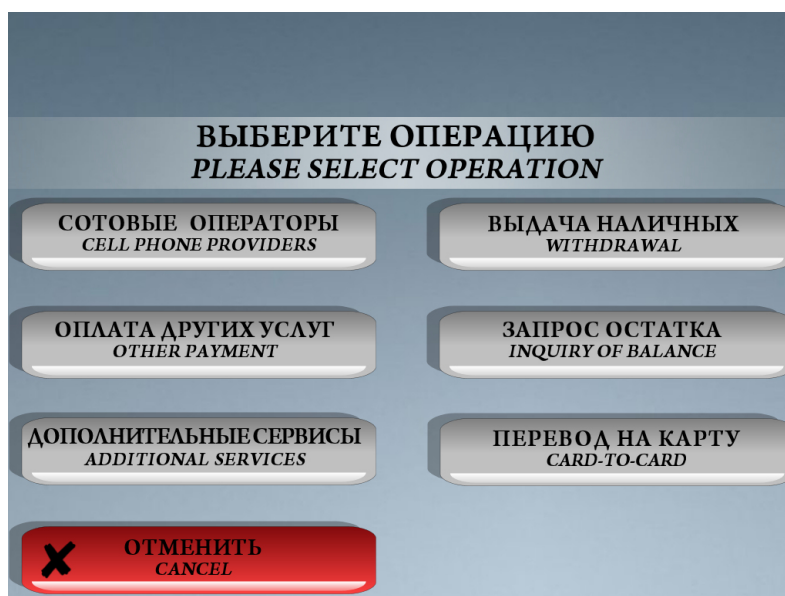 ВЫБЕРИТЕ ОПЕРАЦИЮ
PLEASE SELECT OPERATION
СОТОВЫЕ ОПЕРАТОРЫ
CELL PHONE PROVIDERS
ВЫДАЧА НАЛИЧНЫХ
WITHDRAWAL
ОПЛАТА ДРУГИХ УСЛУГ
OTHER PAYMENT
ЗАПРОС ОСТАТКА
INQUIRY OF BALANCE
ДОПОЛНИТЕЛЬНЫЕ СЕРВИСЫ
ADDITIONAL SERVICES
ПЕРЕВОД НА КАРТУ
CARD-TO-CARD
ОТМЕНИТЬ
CANCEL